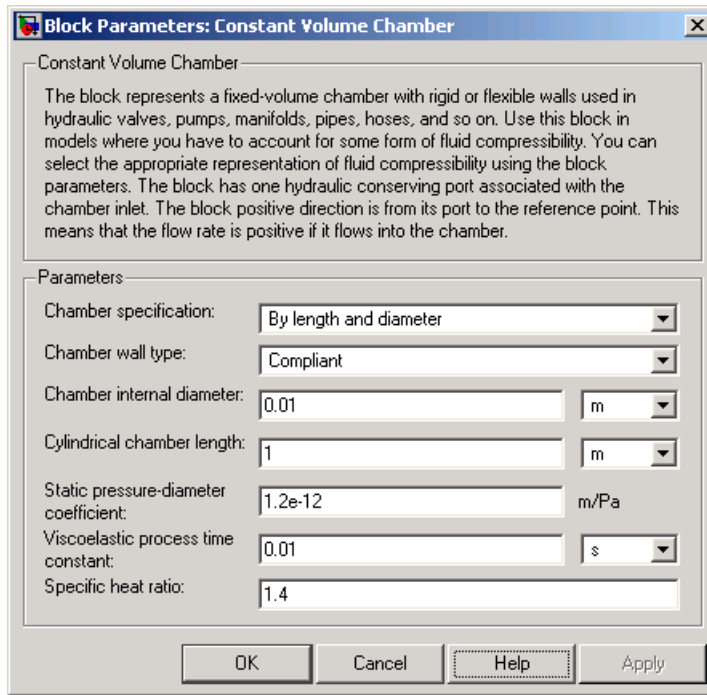 Block Parameters: Constant Volume Chamber
Constant Volume Chamber
The block represents a fixed-volume chamber with rigid or flexible walls used in
hydraulic valves, pumps, manifolds, pipes, hoses, and so on. Use this block in
models where you have to account for some form of fluid compressibility. You can
select the appropriate representation of fluid compressibility using the block
parameters. The block has one hydraulic conserving port associated with the
chamber inlet. The block positive direction is from its port to the reference point. This
means that the flow rate is positive if it flows into the chamber.
Parameters
Chamber specification: By length and diameter
Chamber wall type: Compliant
Chamber internal diameter: 0.01 m
Cylindrical chamber length: 1 m
Static pressure-diameter
coefficient: 1.2e-12 m/Pa
Viscoelastic process time
constant: 0.01 s
Specific heat ratio: 1.4
OK Cancel Help Apply